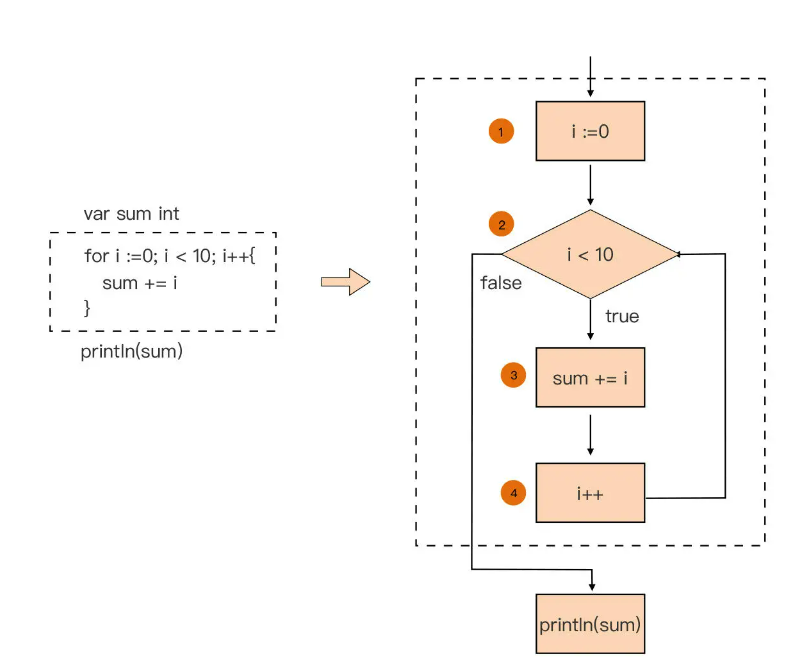 var sum int
for i :=0; i < 10; i++{
sum += i
}
println(sum)
1
i :=0
2
i < 10
false
true
3
sum += i
4
i++
println(sum)